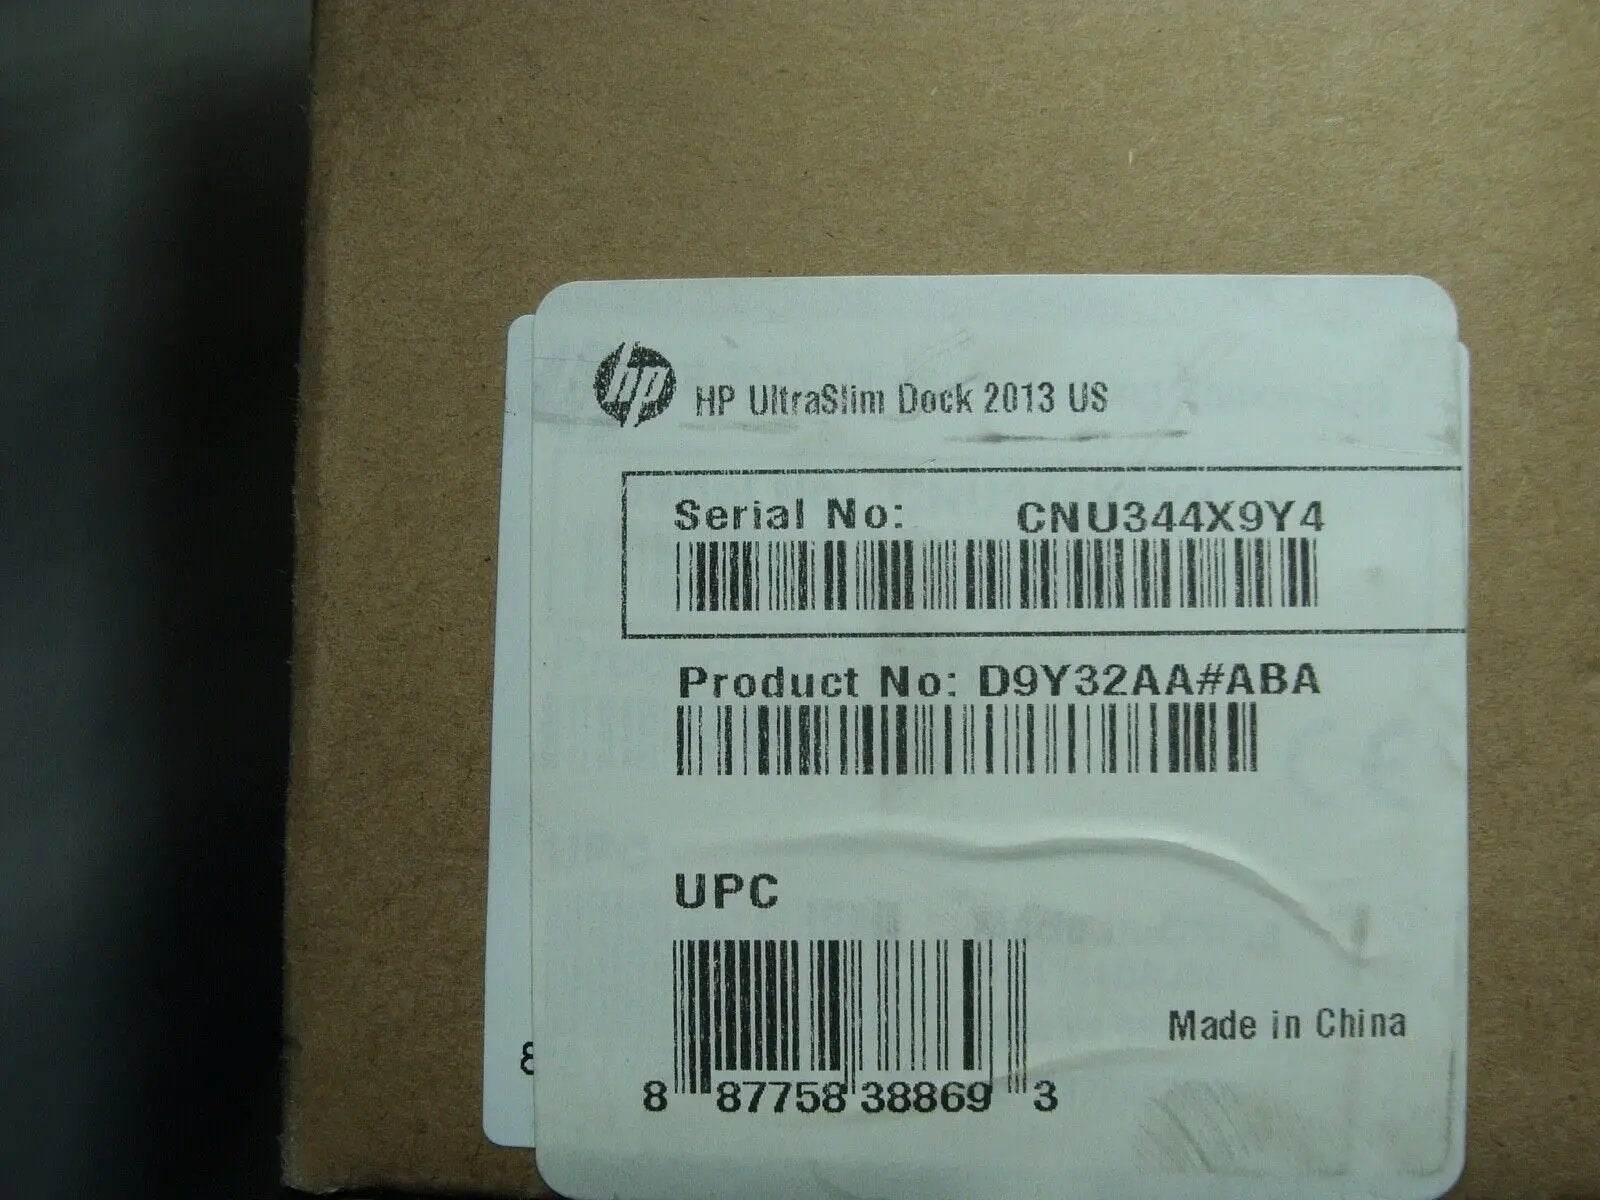 hp HP UltraSlim Dock 2013 US
Serial No: CNU344X9Y4
Product No: D9Y32AA#ABA
UPC
Made in China
8
8 87758 38869 3